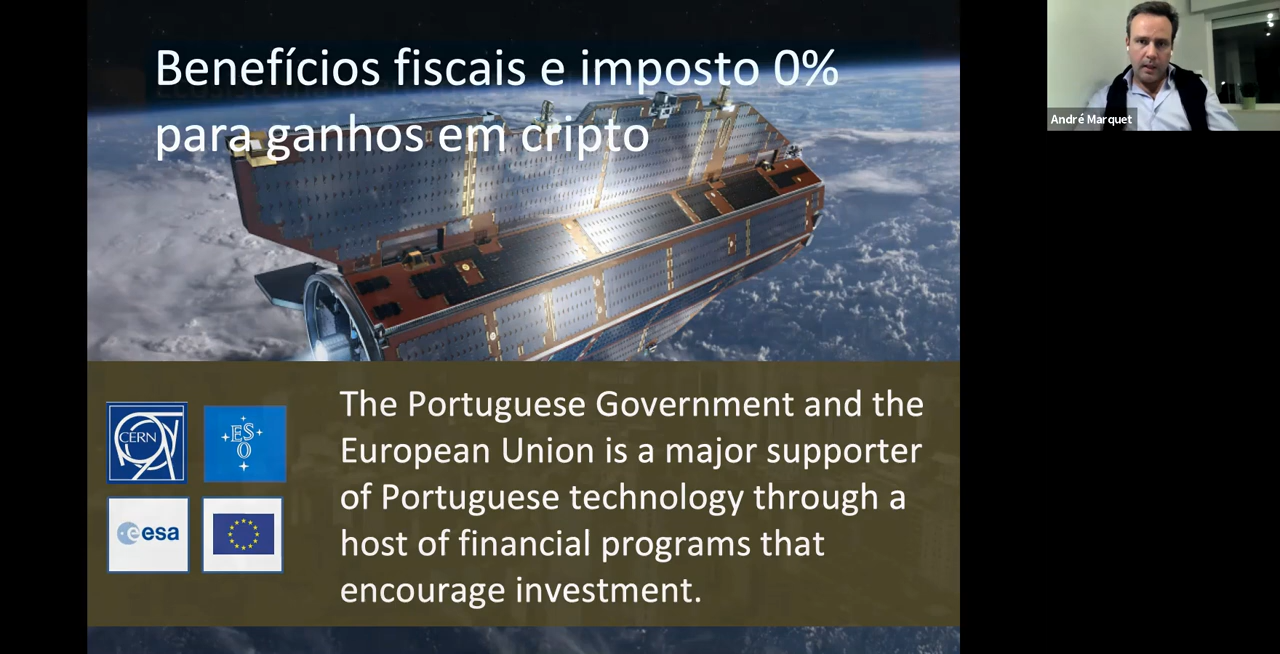 Benefícios fiscais e imposto 0%
para ganhos em cripto
André Marquet
The Portuguese Government and the
European Union is a major supporter
of Portuguese technology through a
host of financial programs that
encourage investment.
CERN
ES
O
esa